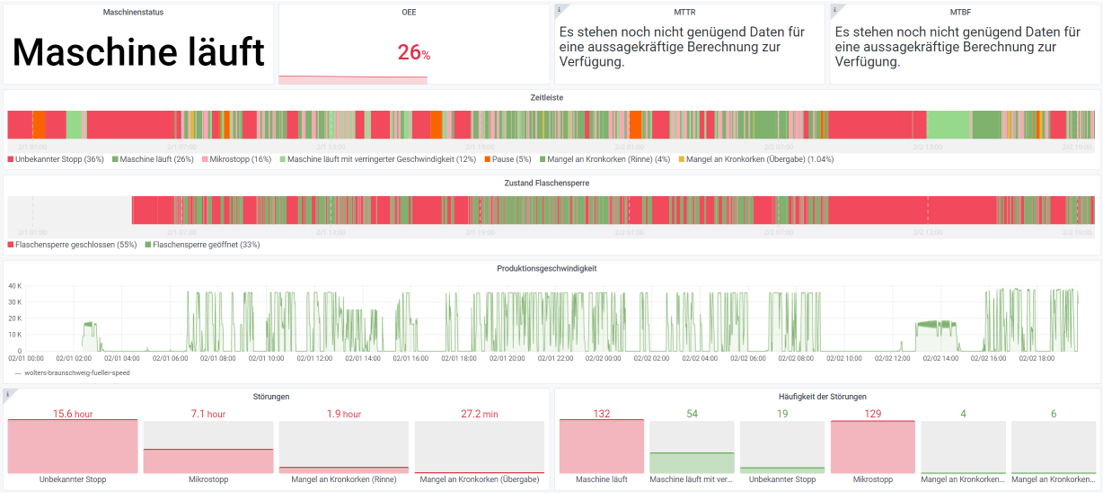 Maschinenstatus
OEE
MTTR
MTBF
Maschine läuft
26%
Es stehen noch nicht genügend Daten für
eine aussagekräftige Berechnung zur
Verfügung.
Es stehen noch nicht genügend Daten für
eine aussagekräftige Berechnung zur
Verfügung.
Zeitleiste
2/1 01:00 2/1 07:00 2/1 13:00 2/1 19:00 2/2 01:00 2/2 07:00 2/2 13:00 2/2 19:00
Unbekannter Stopp (36%) Maschine läuft (26%) Mikrostopp (16%) Maschine läuft mit verringerter Geschwindigkeit (12%) Pause (5%) Mangel an Kronkorken (Rinne) (4%) Mangel an Kronkorken (Übergabe) (1.04%)
Zustand Flaschensperre
2/1 01:00 2/1 07:00 2/1 13:00 2/1 19:00 2/2 01:00 2/2 07:00 2/2 13:00 2/2 19:00
Flaschensperre geschlossen (55%) Flaschensperre geöffnet (33%)
Produktionsgeschwindigkeit
40 K
30 K
20 K
10 K
0
02/01 00:00 02/01 02:00 02/01 04:00 02/01 06:00 02/01 08:00 02/01 10:00 02/01 12:00 02/01 14:00 02/01 16:00 02/01 18:00 02/01 20:00 02/01 22:00 02/02 00:00 02/02 02:00 02/02 04:00 02/02 06:00 02/02 08:00 02/02 10:00 02/02 12:00 02/02 14:00 02/02 16:00 02/02 18:00
wolters-braunschweig-fueller-speed
Störungen
15.6 hour 7.1 hour 1.9 hour 27.2 min
Unbekannter Stopp Mikrostopp Mangel an Kronkorken (Rinne) Mangel an Kronkorken (Übergabe)
Häufigkeit der Störungen
132 54 19 129 4 6
Maschine läuft Maschine läuft mit ver... Unbekannter Stopp Mikrostopp Mangel an Kronkorken... Mangel an Kronkorken...